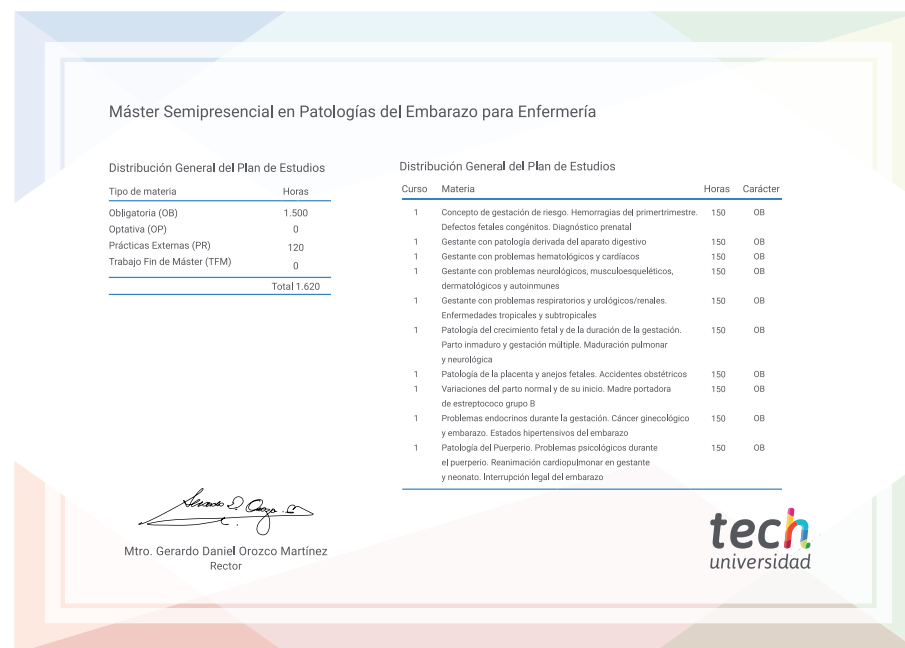 Máster Semipresencial en Patologías del Embarazo para Enfermería
Distribución General del Plan de Estudios
Tipo de materia Horas
Obligatoria (OB) 1.500
Optativa (OP) 0
Prácticas Externas (PR) 120
Trabajo Fin de Máster (TFM) 0
Total 1.620
Distribución General del Plan de Estudios
Curso Materia Horas Carácter
1 Concepto de gestación de riesgo. Hemorragias del primertrimestre. 150 OB
Defectos fetales congénitos. Diagnóstico prenatal
1 Gestante con patología derivada del aparato digestivo 150 OB
1 Gestante con problemas hematológicos y cardíacos 150 OB
1 Gestante con problemas neurológicos, musculoesqueléticos, 150 OB
dermatológicos y autoinmunes
1 Gestante con problemas respiratorios y urológicos/renales. 150 OB
Enfermedades tropicales y subtropicales
1 Patología del crecimiento fetal y de la duración de la gestación. 150 OB
Parto inmaduro y gestación múltiple. Maduración pulmonar
y neurológica
1 Patología de la placenta y anejos fetales. Accidentes obstétricos 150 OB
1 Variaciones del parto normal y de su inicio. Madre portadora 150 OB
de estreptococo grupo B
1 Problemas endocrinos durante la gestación. Cáncer ginecológico 150 OB
y embarazo. Estados hipertensivos del embarazo
1 Patología del Puerperio. Problemas psicológicos durante 150 OB
el puerperio. Reanimación cardiopulmonar en gestante
y neonato. Interrupción legal del embarazo
Mtro. Gerardo Daniel Orozco Martínez
Rector
tech
universidad